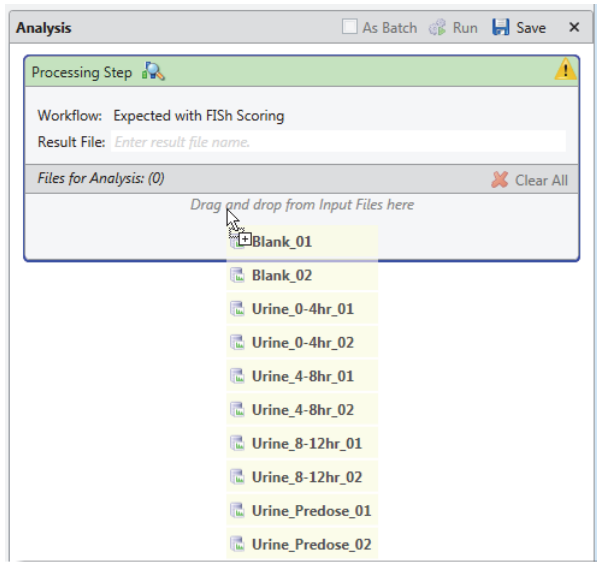 Analysis As Batch Run Save ×
Processing Step
Workflow: Expected with FISh Scoring
Result File: Enter result file name.
Files for Analysis: (0) Clear All
Drag and drop from Input Files here
Blank_01
Blank_02
Urine_0-4hr_01
Urine_0-4hr_02
Urine_4-8hr_01
Urine_4-8hr_02
Urine_8-12hr_01
Urine_8-12hr_02
Urine_Predose_01
Urine_Predose_02